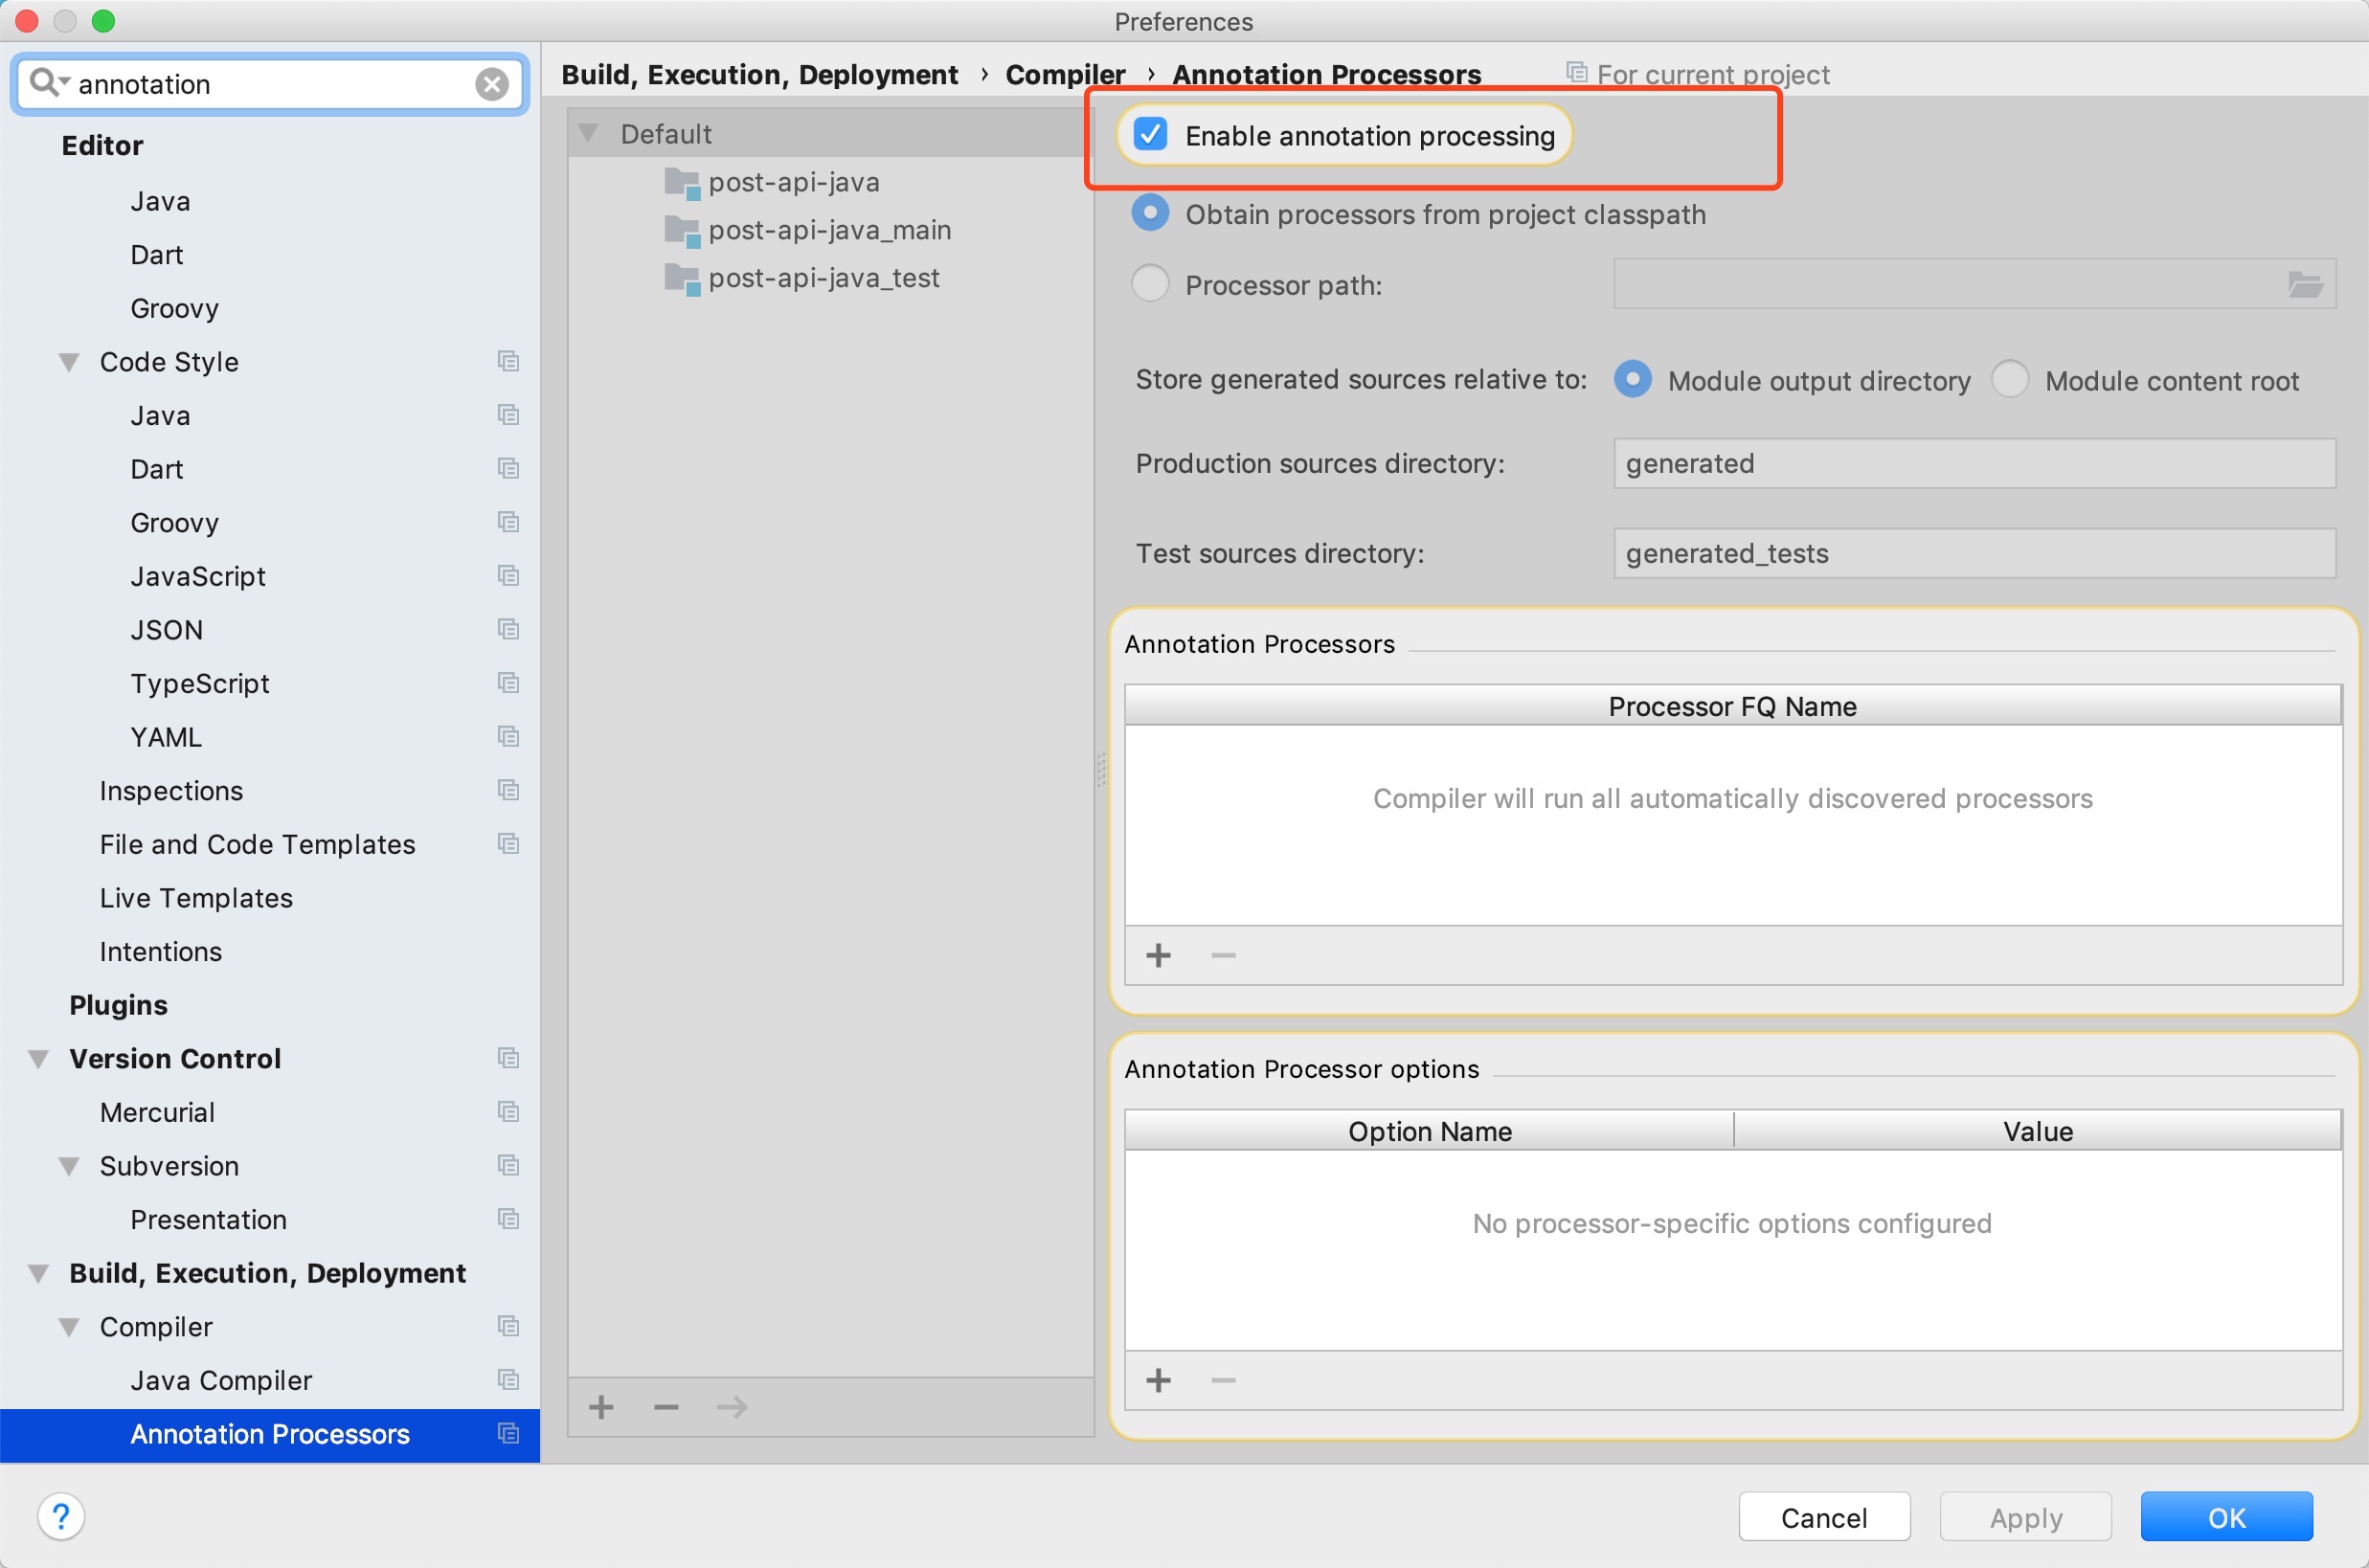 Preferences
annotation
Editor
Java
Dart
Groovy
Code Style
Java
Dart
Groovy
JavaScript
JSON
TypeScript
YAML
Inspections
File and Code Templates
Live Templates
Intentions
Plugins
Version Control
Mercurial
Subversion
Presentation
Build, Execution, Deployment
Compiler
Java Compiler
Annotation Processors
Build, Execution, Deployment › Compiler › Annotation Processors For current project
Default
post-api-java
post-api-java_main
post-api-java_test
Enable annotation processing
Obtain processors from project classpath
Processor path:
Store generated sources relative to: Module output directory Module content root
Production sources directory: generated
Test sources directory: generated_tests
Annotation Processors
Processor FQ Name
Compiler will run all automatically discovered processors
Annotation Processor options
Option Name Value
No processor-specific options configured
? Cancel Apply OK